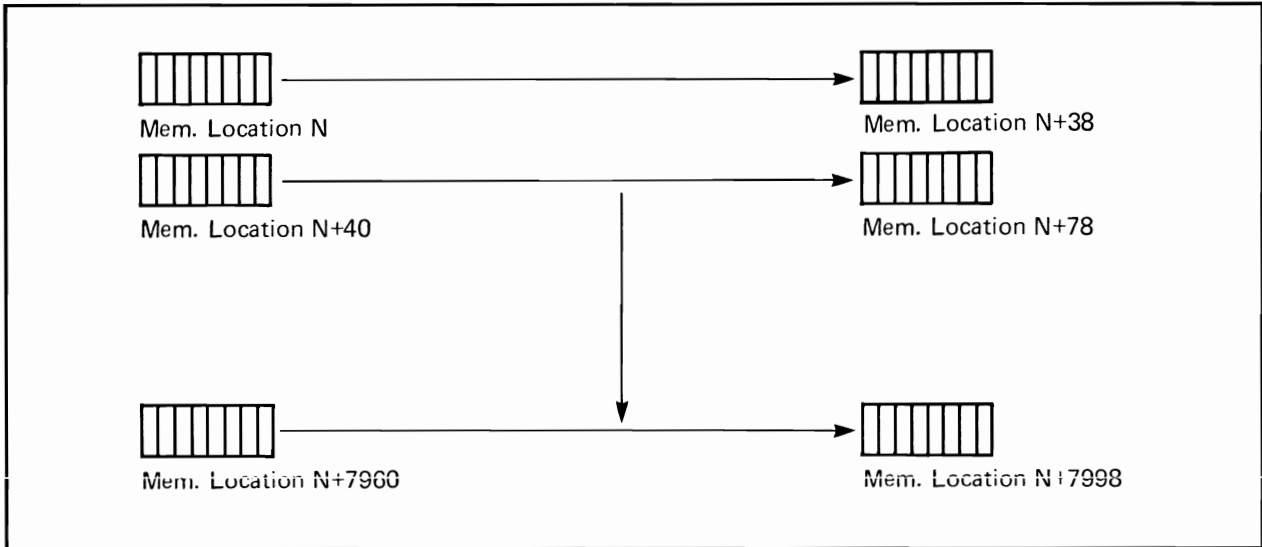 Mem. Location N
Mem. Location N+38
Mem. Location N+40
Mem. Location N+78
Mem. Location N+7960
Mem. Location N+7998